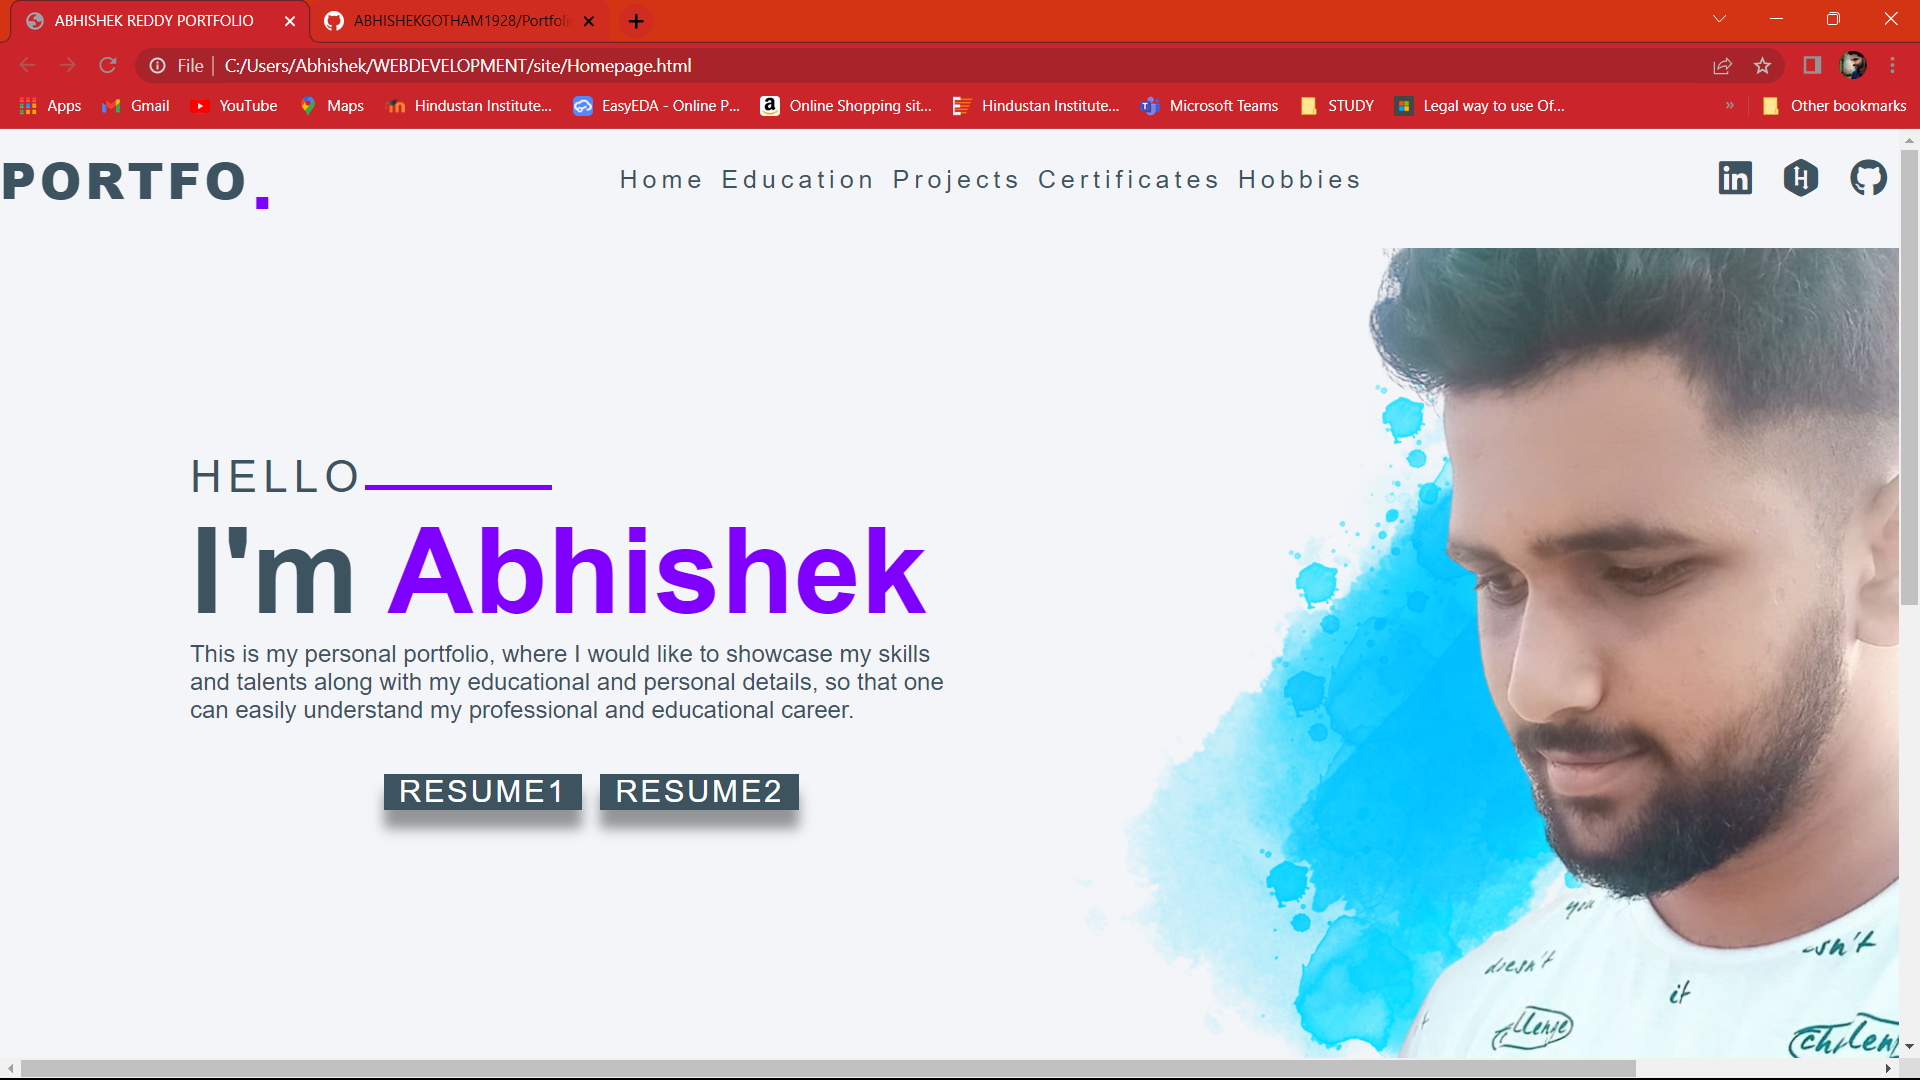 ABHISHEK REDDY PORTFOLIO
ABHISHEKGOTHAM1928/Portfoli
File
C:/Users/Abhishek/WEBDEVELOPMENT/site/Homepage.html
Apps
Gmail
YouTube
Maps
Hindustan Institute...
EasyEDA - Online P...
Online Shopping sit...
Hindustan Institute...
Microsoft Teams
STUDY
Legal way to use Of...
»
Other bookmarks
PORTFO.
Home Education Projects Certificates Hobbies
in
H
HELLO
I'm Abhishek
This is my personal portfolio, where I would like to showcase my skills
and talents along with my educational and personal details, so that one
can easily understand my professional and educational career.
RESUME1
RESUME2
you
doesn't
it